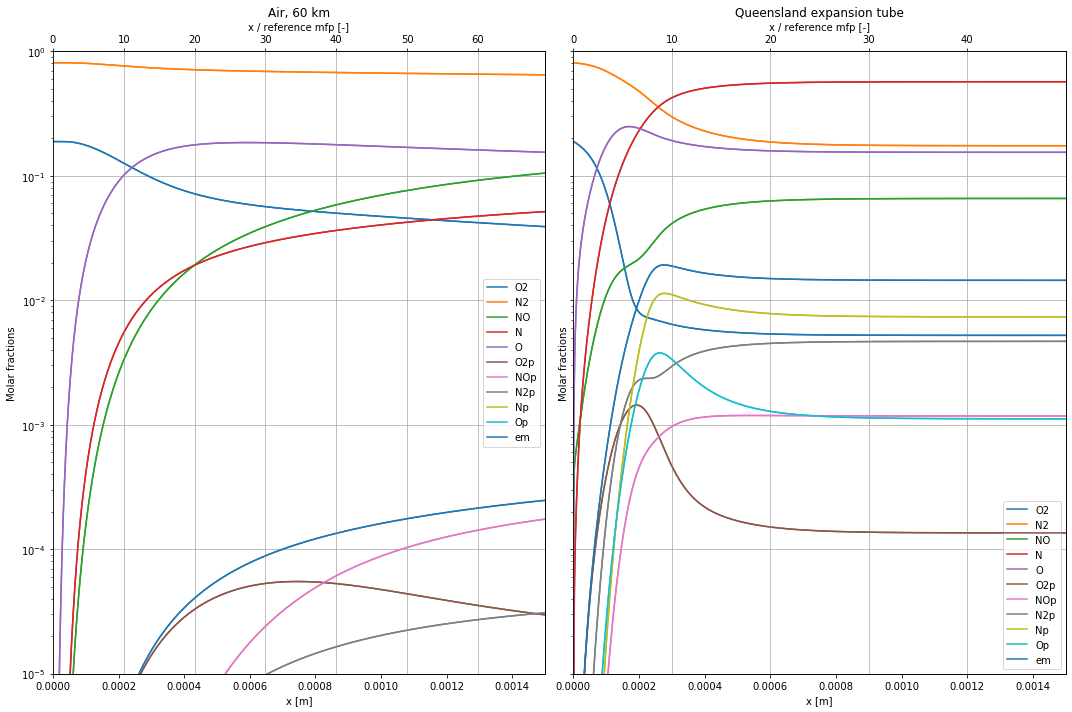 Air, 60 km
x / reference mfp [-]
0 10 20 30 40 50 60
10⁰
10⁻¹
10⁻²
10⁻³
10⁻⁴
10⁻⁵
Molar fractions
O2
N2
NO
N
O
O2p
NOp
N2p
Np
Op
em
0.0000 0.0002 0.0004 0.0006 0.0008 0.0010 0.0012 0.0014
x [m]
Queensland expansion tube
x / reference mfp [-]
0 10 20 30 40
Molar fractions
O2
N2
NO
N
O
O2p
NOp
N2p
Np
Op
em
0.0000 0.0002 0.0004 0.0006 0.0008 0.0010 0.0012 0.0014
x [m]